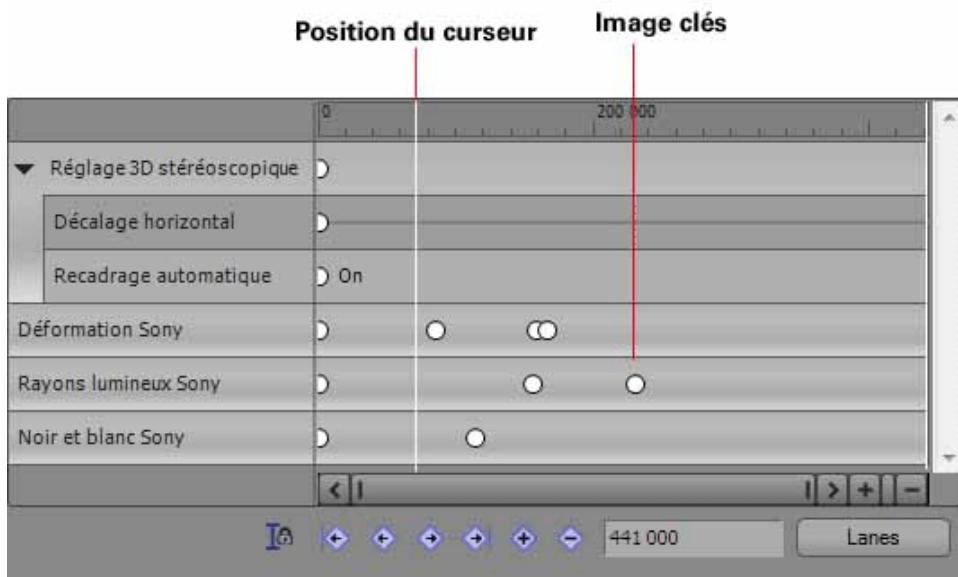 Position du curseur
Image clés
0
200 000
Réglage 3D stéréoscopique
Décalage horizontal
Recadrage automatique
On
Déformation Sony
Rayons lumineux Sony
Noir et blanc Sony
441 000
Lanes